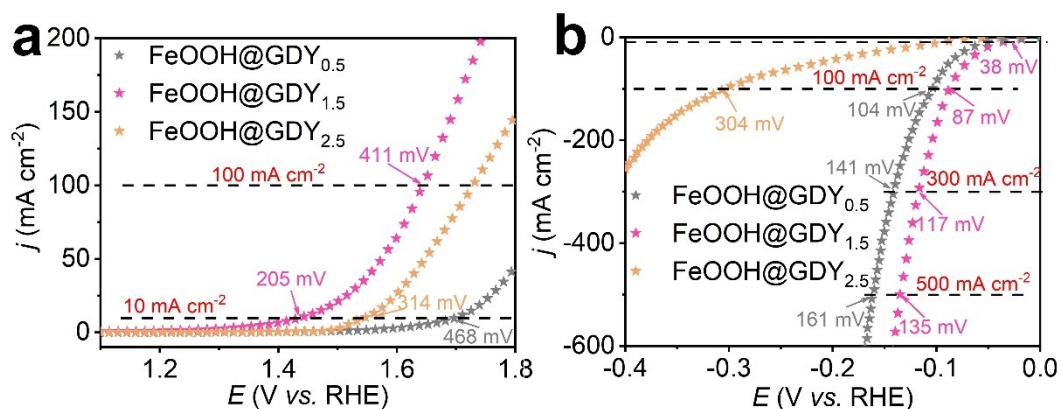 a
200
150
100
50
0
j (mA cm-2)
FeOOH@GDY0.5
FeOOH@GDY1.5
FeOOH@GDY2.5
411 mV
100 mA cm-2
205 mV
10 mA cm-2
314 mV
468 mV
1.2 1.4 1.6 1.8
E (V vs. RHE)
b
0
-200
-400
-600
j (mA cm-2)
38 mV
100 mA cm-2
104 mV
87 mV
304 mV
141 mV
300 mA cm-2
117 mV
FeOOH@GDY0.5
FeOOH@GDY1.5
FeOOH@GDY2.5
500 mA cm-2
161 mV
135 mV
-0.4 -0.3 -0.2 -0.1 0.0
E (V vs. RHE)